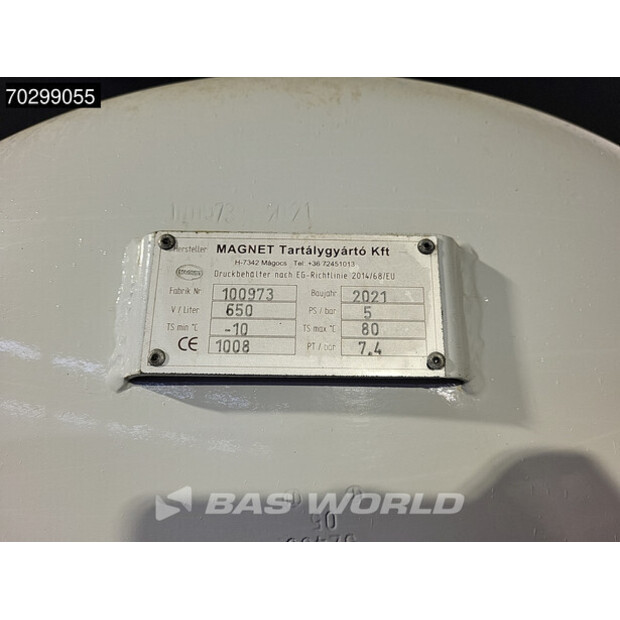 70299055
Hersteller: MAGNET Tartálygyártó Kft
H-7342 Mágocs Tel: +36 72451013
Druckbehälter nach EG-Richtlinie 2014/68/EU
Fabrik Nr 100973 Baujahr 2021
V / Liter 650 PS / bar 5
TS min °C -10 TS max °C 80
CE 1008 PT / bar 7.4
BAS WORLD
05